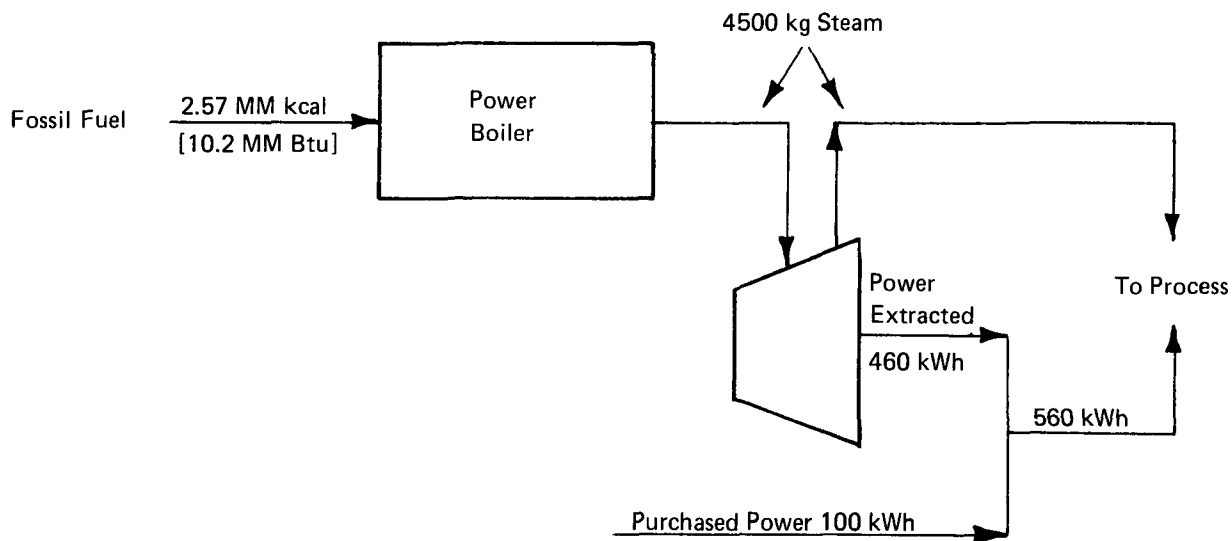 4500 kg Steam
Fossil Fuel
2.57 MM kcal
[10.2 MM Btu]
Power
Boiler
Power
Extracted
460 kWh
To Process
560 kWh
Purchased Power 100 kWh